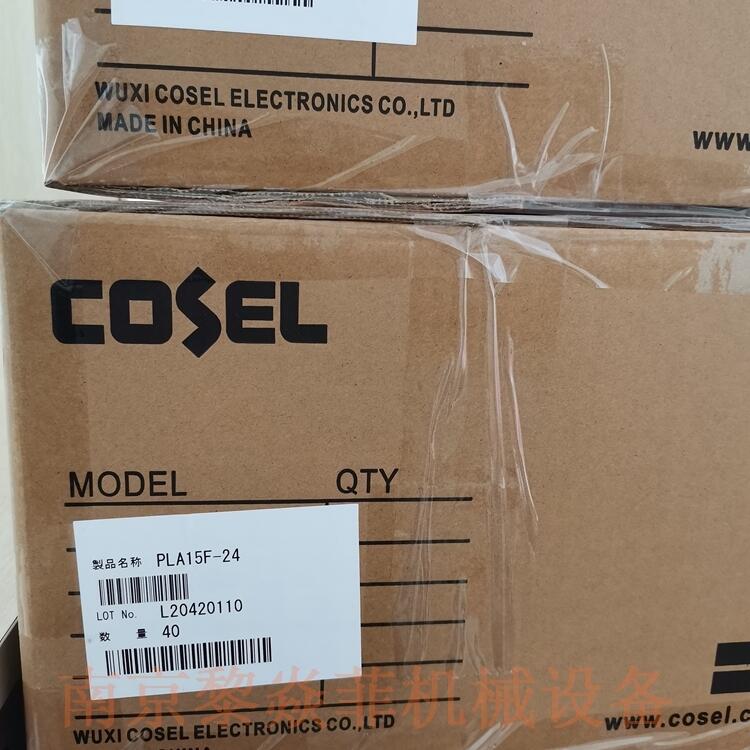 WUXI COSEL ELECTRONICS CO.,LTD
MADE IN CHINA
www.
COSEL
MODEL QTY
製品名称 PLA15F-24
LOT No. L20420110
数 量 40
南京黎焱菲机械设备
WUXI COSEL ELECTRONICS CO.,LTD
www.cosel.c